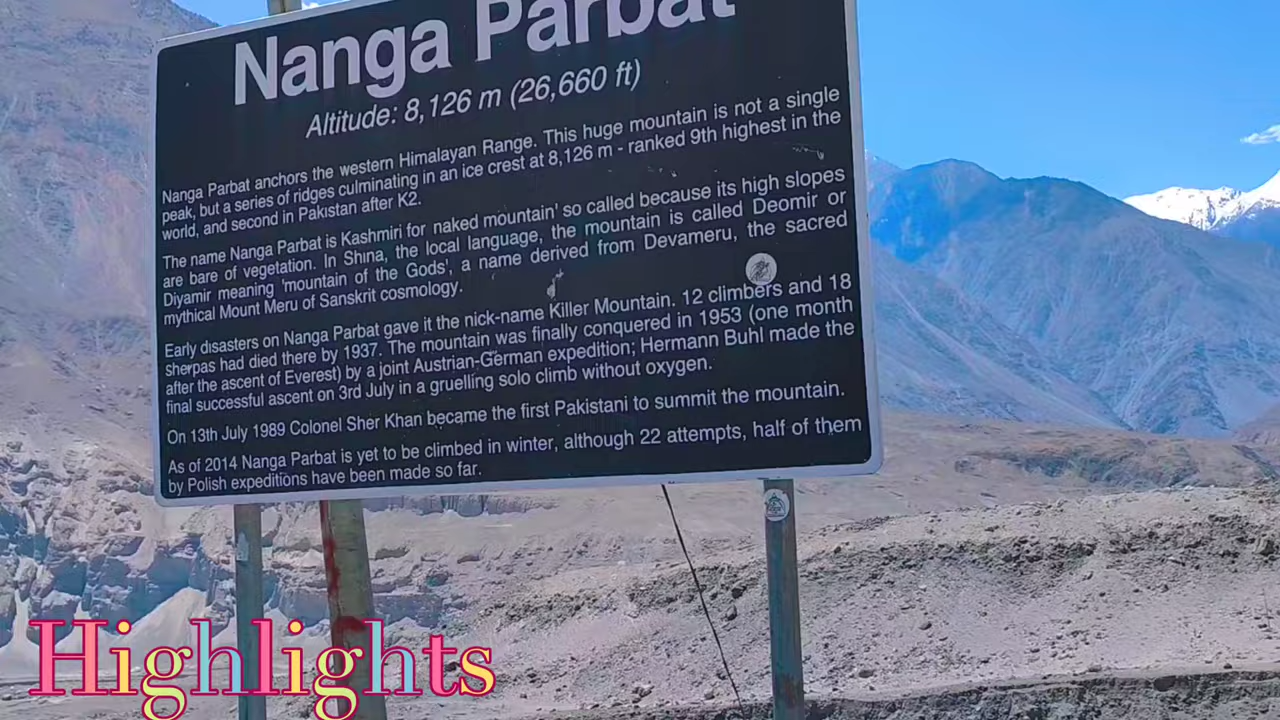 Nanga Parbat
Altitude: 8,126 m (26,660 ft)
Nanga Parbat anchors the western Himalayan Range. This huge mountain is not a single
peak, but a series of ridges culminating in an ice crest at 8,126 m - ranked 9th highest in the
world, and second in Pakistan after K2.
The name Nanga Parbat is Kashmiri for naked mountain' so called because its high slopes
are bare of vegetation. In Shina, the local language, the mountain is called Deomir or
Diyamir meaning 'mountain of the Gods', a name derived from Devameru, the sacred
mythical Mount Meru of Sanskrit cosmology.
Early disasters on Nanga Parbat gave it the nick-name Killer Mountain. 12 climbers and 18
Sherpas had died there by 1937. The mountain was finally conquered in 1953 (one month
after the ascent of Everest) by a joint Austrian-German expedition; Hermann Buhl made the
final successful ascent on 3rd July in a gruelling solo climb without oxygen.
On 13th July 1989 Colonel Sher Khan became the first Pakistani to summit the mountain.
As of 2014 Nanga Parbat is yet to be climbed in winter, although 22 attempts, half of them
by Polish expeditions have been made so far.
Highlights